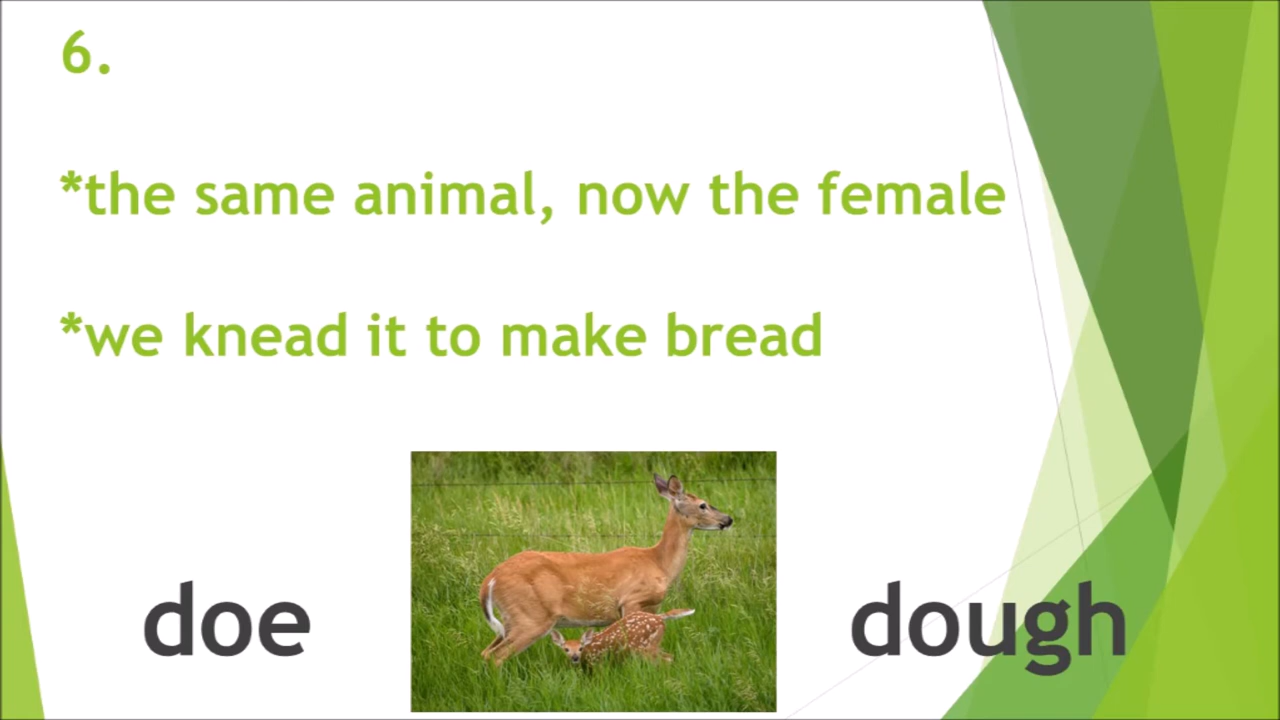 6.
*the same animal, now the female
*we knead it to make bread
doe
dough